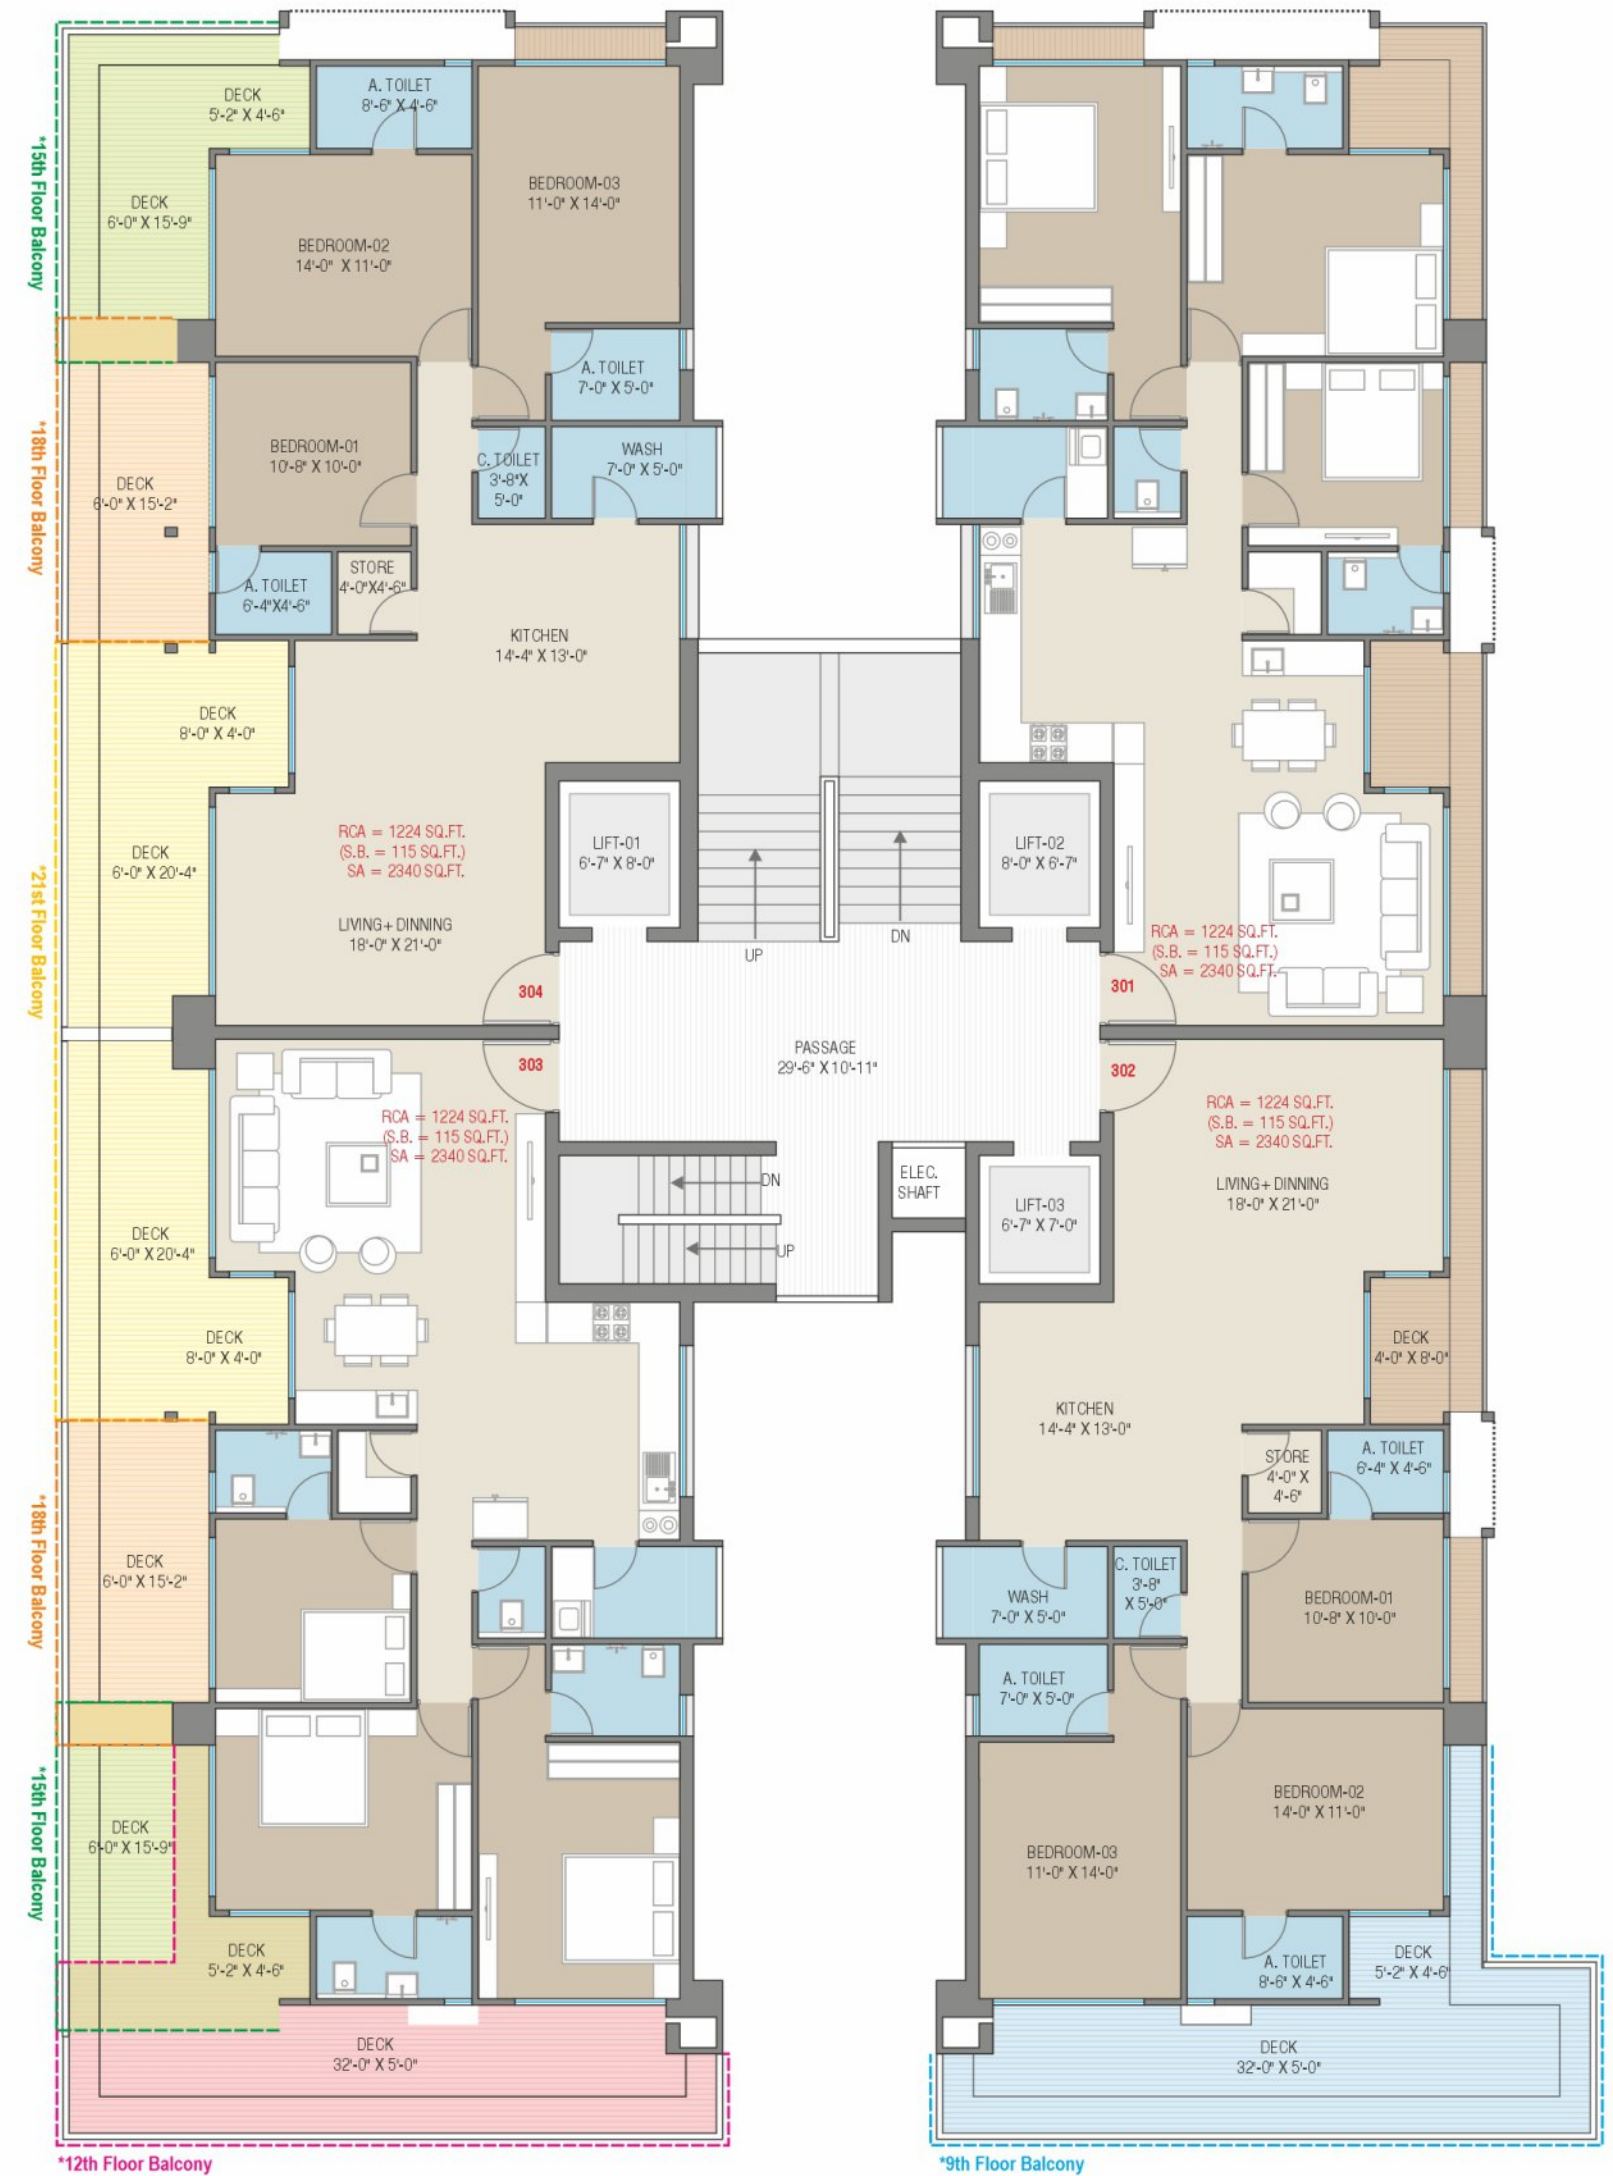 *15th Floor Balcony
*18th Floor Balcony
*21st Floor Balcony
*18th Floor Balcony
*15th Floor Balcony
DECK
5'-2" X 4'-6"
A. TOILET
8'-6" X 4'-6"
BEDROOM-03
11'-0" X 14'-0"
DECK
6'-0" X 15'-9"
BEDROOM-02
14'-0" X 11'-0"
A. TOILET
7'-0" X 5'-0"
BEDROOM-01
10'-8" X 10'-0"
C. TOILET
3'-8"X
5'-0"
WASH
7'-0" X 5'-0"
DECK
6'-0" X 15'-2"
A. TOILET
6'-4"X4'-6"
STORE
4'-0"X4'-6"
KITCHEN
14'-4" X 13'-0"
DECK
8'-0" X 4'-0"
DECK
6'-0" X 20'-4"
RCA = 1224 SQ.FT.
(S.B. = 115 SQ.FT.)
SA = 2340 SQ.FT.
LIVING+ DINNING
18'-0" X 21'-0"
LIFT-01
6'-7" X 8'-0"
UP
DN
LIFT-02
8'-0" X 6'-7"
RCA = 1224 SQ.FT.
(S.B. = 115 SQ.FT.)
SA = 2340 SQ.FT.
304
301
303
302
PASSAGE
29'-6" X 10'-11"
RCA = 1224 SQ.FT.
(S.B. = 115 SQ.FT.)
SA = 2340 SQ.FT.
DN
UP
ELEC.
SHAFT
LIFT-03
6'-7" X 7'-0"
RCA = 1224 SQ.FT.
(S.B. = 115 SQ.FT.)
SA = 2340 SQ.FT.
LIVING+ DINNING
18'-0" X 21'-0"
DECK
6'-0" X 20'-4"
DECK
8'-0" X 4'-0"
DECK
4'-0" X 8'-0"
KITCHEN
14'-4" X 13'-0"
STORE
4'-0" X
4'-6"
A. TOILET
6'-4" X 4'-6"
DECK
6'-0" X 15'-2"
WASH
7'-0" X 5'-0"
C. TOILET
3'-8"
X 5'-0"
BEDROOM-01
10'-8" X 10'-0"
A. TOILET
7'-0" X 5'-0"
DECK
6'-0" X 15'-9"
BEDROOM-02
14'-0" X 11'-0"
BEDROOM-03
11'-0" X 14'-0"
DECK
5'-2" X 4'-6"
A. TOILET
8'-6" X 4'-6"
DECK
5'-2" X 4'-6"
DECK
32'-0" X 5'-0"
DECK
32'-0" X 5'-0"
*12th Floor Balcony
*9th Floor Balcony